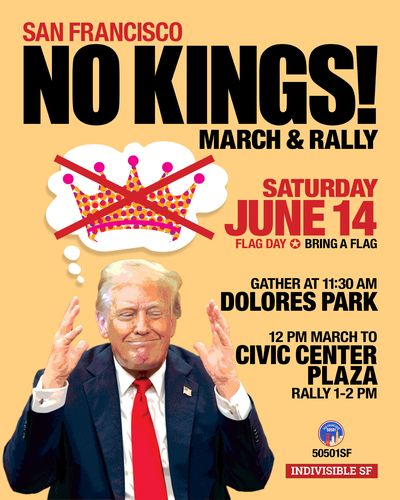 SAN FRANCISCO
NO KINGS!
MARCH & RALLY
SATURDAY
JUNE 14
FLAG DAY ✪ BRING A FLAG
GATHER AT 11:30 AM
DOLORES PARK
12 PM MARCH TO
CIVIC CENTER
PLAZA
RALLY 1-2 PM
50501SF
INDIVISIBLE SF